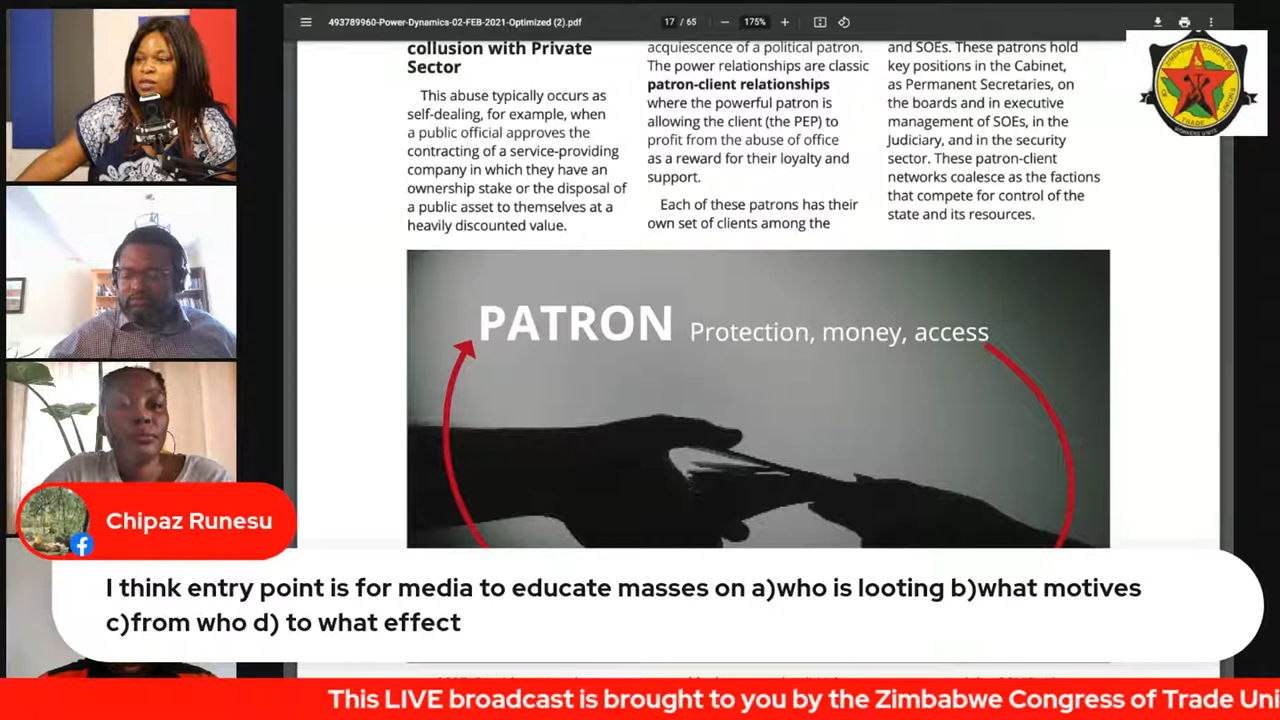 493789960-Power-Dynamics-02-FEB-2021-Optimized (2).pdf
17 / 65
175%
collusion with Private
Sector
This abuse typically occurs as
self-dealing, for example, when
a public official approves the
contracting of a service-providing
company in which they have an
ownership stake or the disposal of
a public asset to themselves at a
heavily discounted value.
acquiescence of a political patron.
The power relationships are classic
patron-client relationships
where the powerful patron is
allowing the client (the PEP) to
profit from the abuse of office
as a reward for their loyalty and
support.
Each of these patrons has their
own set of clients among the
and SOEs. These patrons hold
key positions in the Cabinet,
as Permanent Secretaries, on
the boards and in executive
management of SOEs, in the
Judiciary, and in the security
sector. These patron-client
networks coalesce as the factions
that compete for control of the
state and its resources.
ZIMBABWE CONGRESS
OF TRADE UNIONS
WORKERS UNITE
PATRON Protection, money, access
Chipaz Runesu
I think entry point is for media to educate masses on a)who is looting b)what motives
c)from who d) to what effect
This LIVE broadcast is brought to you by the Zimbabwe Congress of Trade Uni